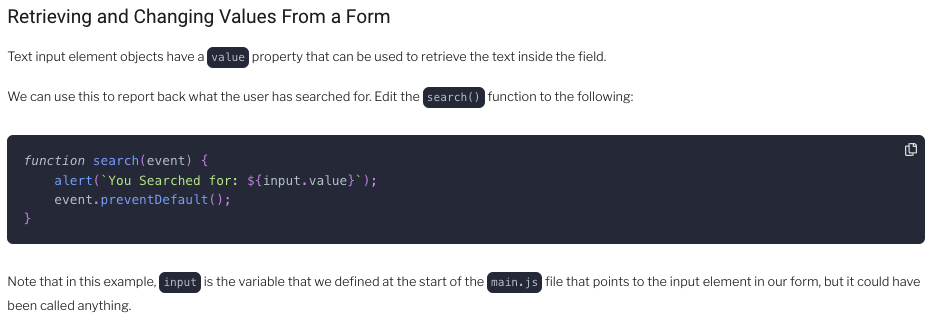 Retrieving and Changing Values From a Form
Text input element objects have a value property that can be used to retrieve the text inside the field.
We can use this to report back what the user has searched for. Edit the search() function to the following:
function search(event) {
    alert(`You Searched for: ${input.value}`);
    event.preventDefault();
}
Note that in this example, input is the variable that we defined at the start of the main.js file that points to the input element in our form, but it could have
been called anything.